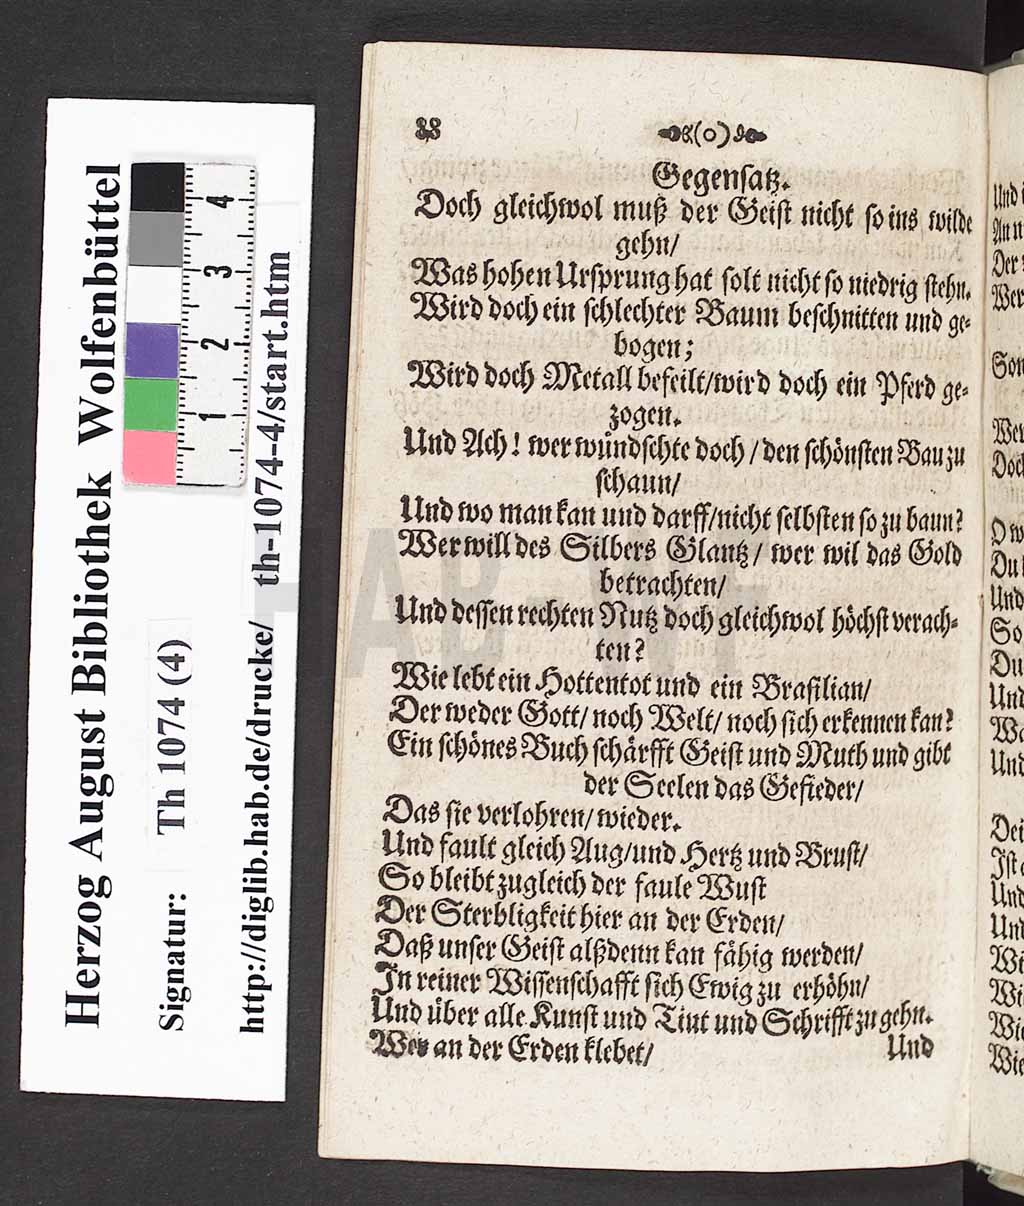 88 (o)
Gegensatz.
Doch gleichwol muß der Geist nicht so ins wilde
gehn/
Was hohen Ursprung hat solt nicht so niedrig stehn.
Wird doch ein schlechter Baum beschnitten und ge-
bogen;
Wird doch Metall befeilt/wird doch ein Pferd ge-
zogen.
Und Ach! wer wündschte doch/den schönsten Bau zu
schaun/
Und wo man kan und darff/nicht selbsten so zu baun?
Wer will des Silbers Glantz/ wer wil das Gold
betrachten/
Und dessen rechten Nutz doch gleichwol höchst verach-
ten?
Wie lebt ein Hottentot und ein Brasilian/
Der weder Gott/ noch Welt/ noch sich erkennen kan?
Ein schönes Buch schärfft Geist und Muth und gibt
der Seelen das Gefieder/
Das sie verlohren/ wieder.
Und fault gleich Aug/und Hertz und Brust/
So bleibt zugleich der faule Wust
Der Sterbligkeit hier an der Erden/
Daß unser Geist alßdenn kan fähig werden/
In reiner Wissenschafft sich Ewig zu erhöhn/
Und über alle Kunst und Tint und Schrifft zu gehn.
Wer an der Erden klebet/
Und
Herzog August Bibliothek Wolfenbüttel
Signatur: Th 1074 (4)
http://diglib.hab.de/drucke/ th-1074-4/start.htm
1 2 3 4
HAB